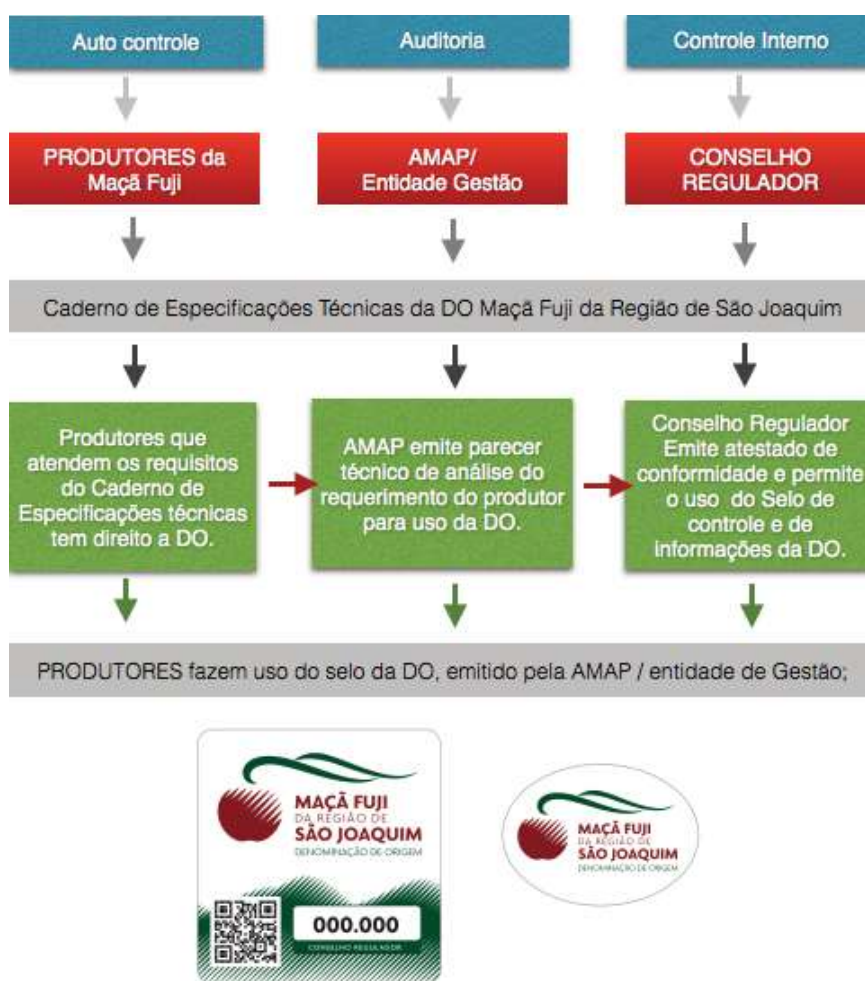 Auto controle
Auditoria
Controle Interno
PRODUTORES da
Maçã Fuji
AMAP/
Entidade Gestão
CONSELHO
REGULADOR
Caderno de Especificações Técnicas da DO Maçã Fuji da Região de São Joaquim
Produtores que
atendem os requisitos
do Caderno de
Especificações técnicas
tem direito a DO.
AMAP emite parecer
técnico de análise do
requerimento do produtor
para uso da DO.
Conselho Regulador
Emite atestado de
conformidade e permite
o uso do Selo de
controle e de
informações da DO.
PRODUTORES fazem uso do selo da DO, emitido pela AMAP / entidade de Gestão;
MAÇÃ FUJI
DA REGIÃO DE
SÃO JOAQUIM
DENOMINAÇÃO DE ORIGEM
000.000
CONSELHO REGULADOR
MAÇÃ FUJI
DA REGIÃO DE
SÃO JOAQUIM
DENOMINAÇÃO DE ORIGEM